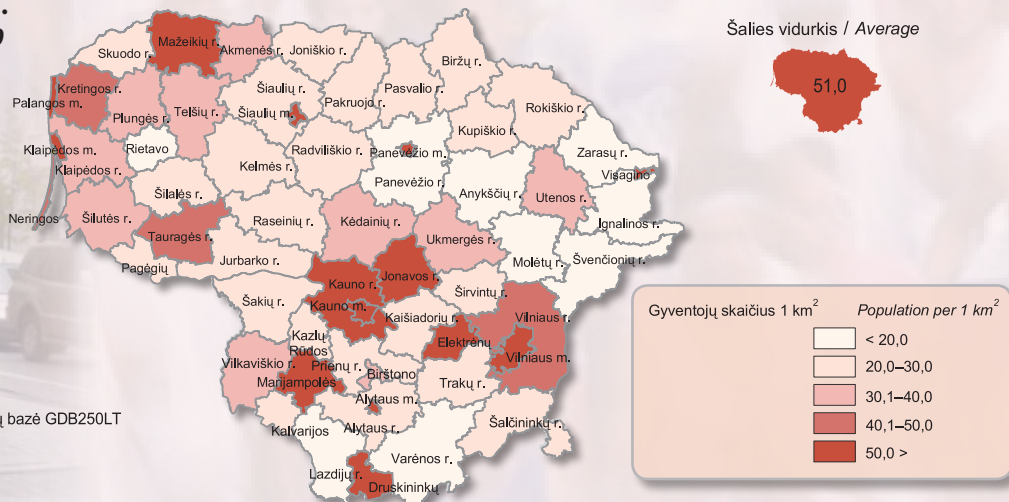 Šalies vidurkis / Average
51,0
Skuodo r.
Mažeikių r.
Akmenės r.
Joniškio r.
Biržų r.
Kretingos r.
Palangos m.
Plungės r.
Telšių r.
Šiaulių r.
Šiaulių m.
Pakruojo r.
Pasvalio r.
Rokiškio r.
Kupiškio r.
Klaipėdos m.
Klaipėdos r.
Rietavo
Kelmės r.
Radviliškio r.
Panevėžio m.
Panevėžio r.
Anykščių r.
Zarasų r.
Visagino
Utenos r.
Ignalinos r.
Neringos
Šilutės r.
Šilalės r.
Tauragės r.
Raseinių r.
Kėdainių r.
Ukmergės r.
Molėtų r.
Švenčionių r.
Pagėgių
Jurbarko r.
Kauno r.
Jonavos r.
Širvintų r.
Šakių r.
Kauno m.
Kaišiadorių r.
Vilniaus r.
Elektrėnų
Vilniaus m.
Kazlų
Rūdos
Vilkaviškio r.
Prienų r.
Marijampolės
Birštono
Trakų r.
Alytaus m.
Alytaus r.
Kalvarijos
Šalčininkų r.
Varėnos r.
Lazdijų r.
Druskininkų
ų bazė GDB250LT
Gyventojų skaičius 1 km² Population per 1 km²
< 20,0
20,0–30,0
30,1–40,0
40,1–50,0
50,0 >